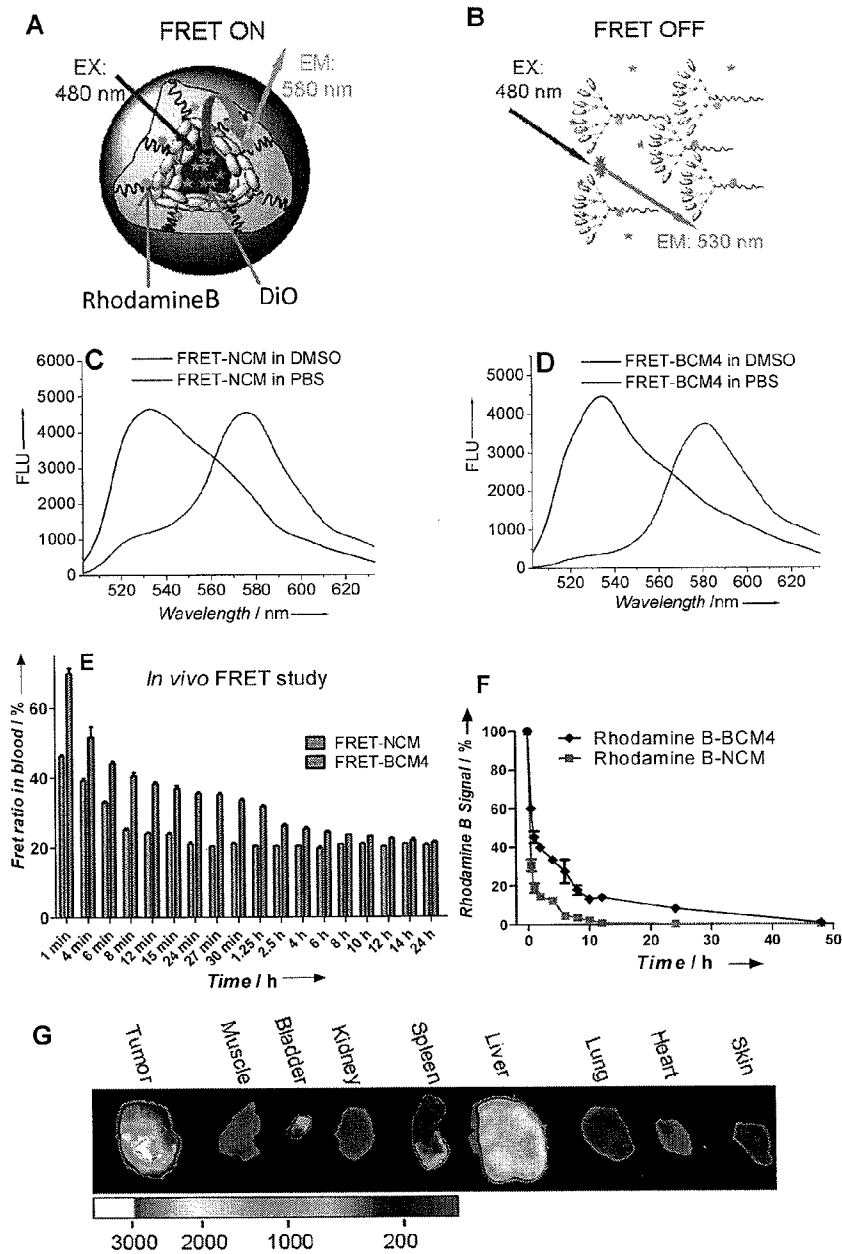 A
FRET ON
EX:
480 nm
EM:
580 nm
RhodamineB
DiO
B
FRET OFF
EX:
480 nm
EM: 530 nm
C
FRET-NCM in DMSO
FRET-NCM in PBS
FLU
6000
5000
4000
3000
2000
1000
0
520 540 560 580 600 620
Wavelength / nm
D
FRET-BCM4 in DMSO
FRET-BCM4 in PBS
FLU
5000
4000
3000
2000
1000
0
520 540 560 580 600 620
Wavelength /nm
E
In vivo FRET study
FRET-NCM
FRET-BCM4
Fret ratio in blood / %
60
40
20
0
1 min 4 min 6 min 8 min 12 min 15 min 24 min 27 min 30 min 1.25 h 2.5 h 4 h 6 h 8 h 10 h 12 h 14 h 24 h
Time / h
F
Rhodamine B-BCM4
Rhodamine B-NCM
Rhodamine B Signal / %
100
80
60
40
20
0
0 10 20 30 40 50
Time / h
G
Tumor Muscle Bladder Kidney Spleen Liver Lung Heart Skin
3000 2000 1000 200